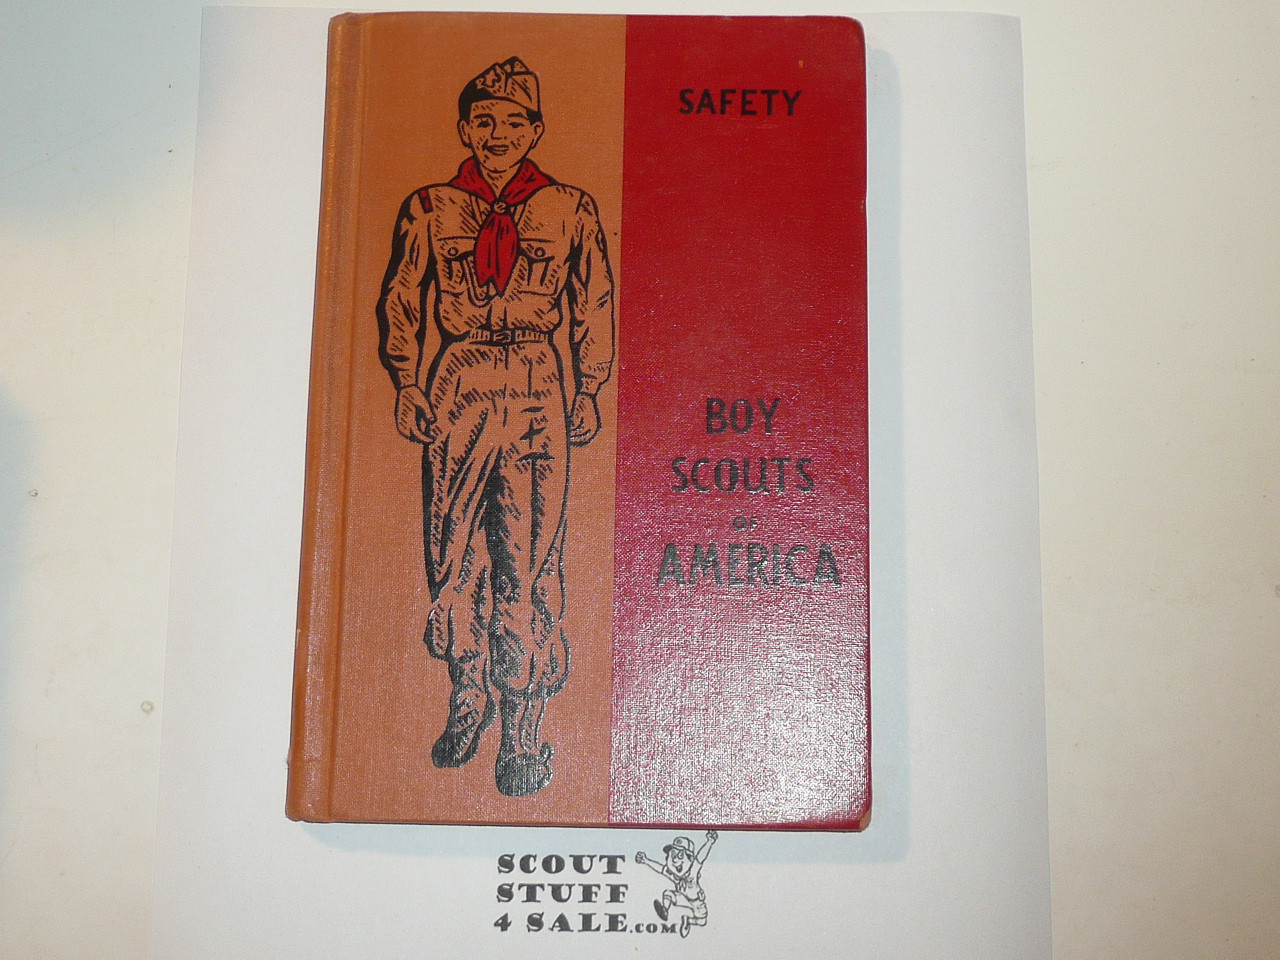 SAFETY
BOY
SCOUTS
OF
AMERICA
SCOUT
STUFF
4 SALE.COM